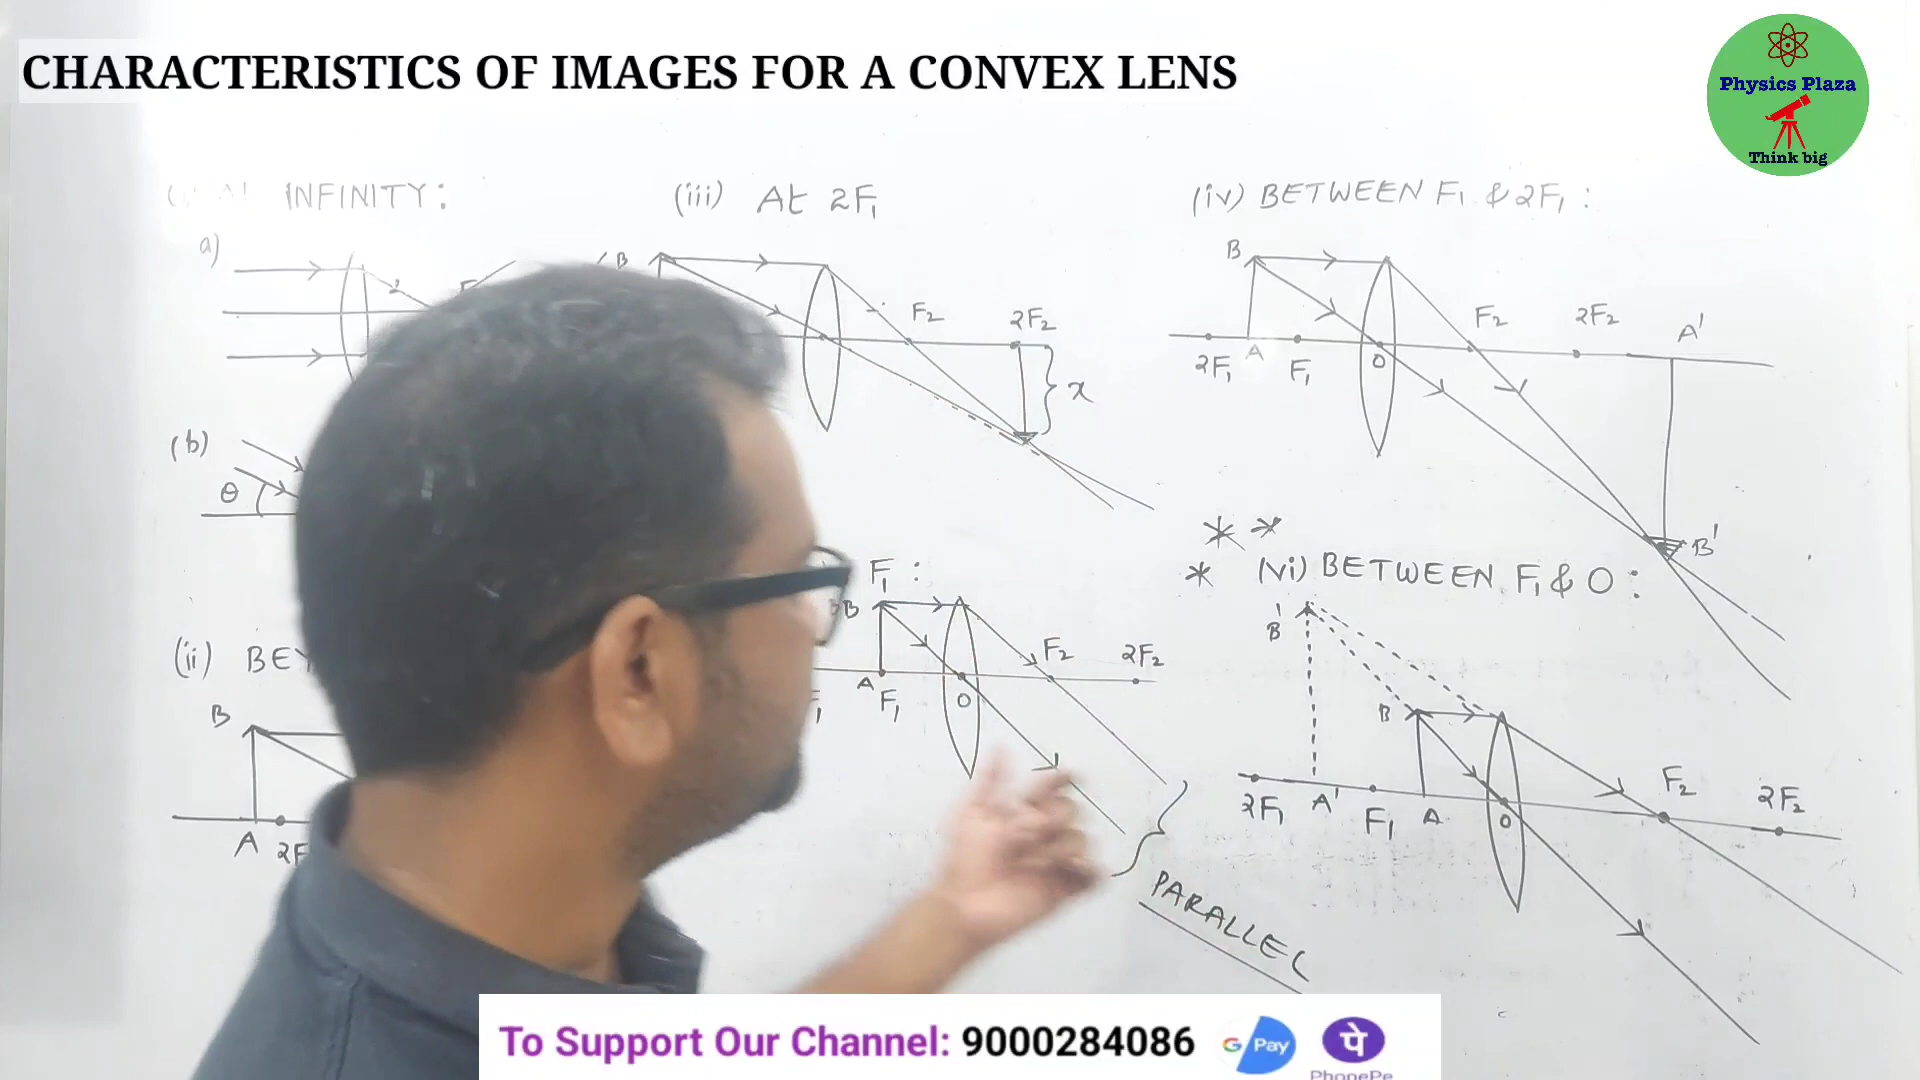 CHARACTERISTICS OF IMAGES FOR A CONVEX LENS
Physics Plaza
Think big
INFINITY:
a)
(b)
θ
(ii) BEY
B
A 2F
(iii) At 2F₁
B
F₂
2F₂
x
F₁ :
B
A
F₁
O
F₂
2F₂
PARALLEL
(iv) BETWEEN F₁ & 2F₁ :
B
2F₁
A
F₁
O
F₂
2F₂
A'
B'
* * *
(vi) BETWEEN F₁ & O :
B'
B
2F₁
A'
F₁
A
O
F₂
2F₂
To Support Our Channel: 9000284086
G Pay
पे
PhonePe